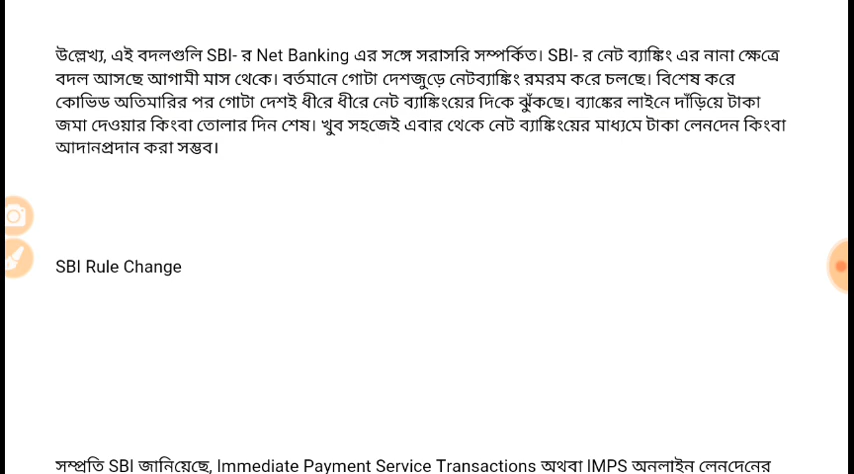 উল্লেখ্য, এই বদলগুলি SBI- র Net Banking এর সঙ্গে সরাসরি সম্পর্কিত। SBI- র নেট ব্যাঙ্কিং এর নানা ক্ষেত্রে
বদল আসছে আগামী মাস থেকে। বর্তমানে গোটা দেশজুড়ে নেটব্যাঙ্কিং রমরম করে চলছে। বিশেষ করে
কোভিড অতিমারির পর গোটা দেশই ধীরে ধীরে নেট ব্যাঙ্কিংয়ের দিকে ঝুঁকছে। ব্যাঙ্কের লাইনে দাঁড়িয়ে টাকা
জমা দেওয়ার কিংবা তোলার দিন শেষ। খুব সহজেই এবার থেকে নেট ব্যাঙ্কিংয়ের মাধ্যমে টাকা লেনদেন কিংবা
আদানপ্রদান করা সম্ভব।
SBI Rule Change
সম্প্রতি SBI জানিয়েছে, Immediate Payment Service Transactions অথবা IMPS অনলাইন লেনদেনের